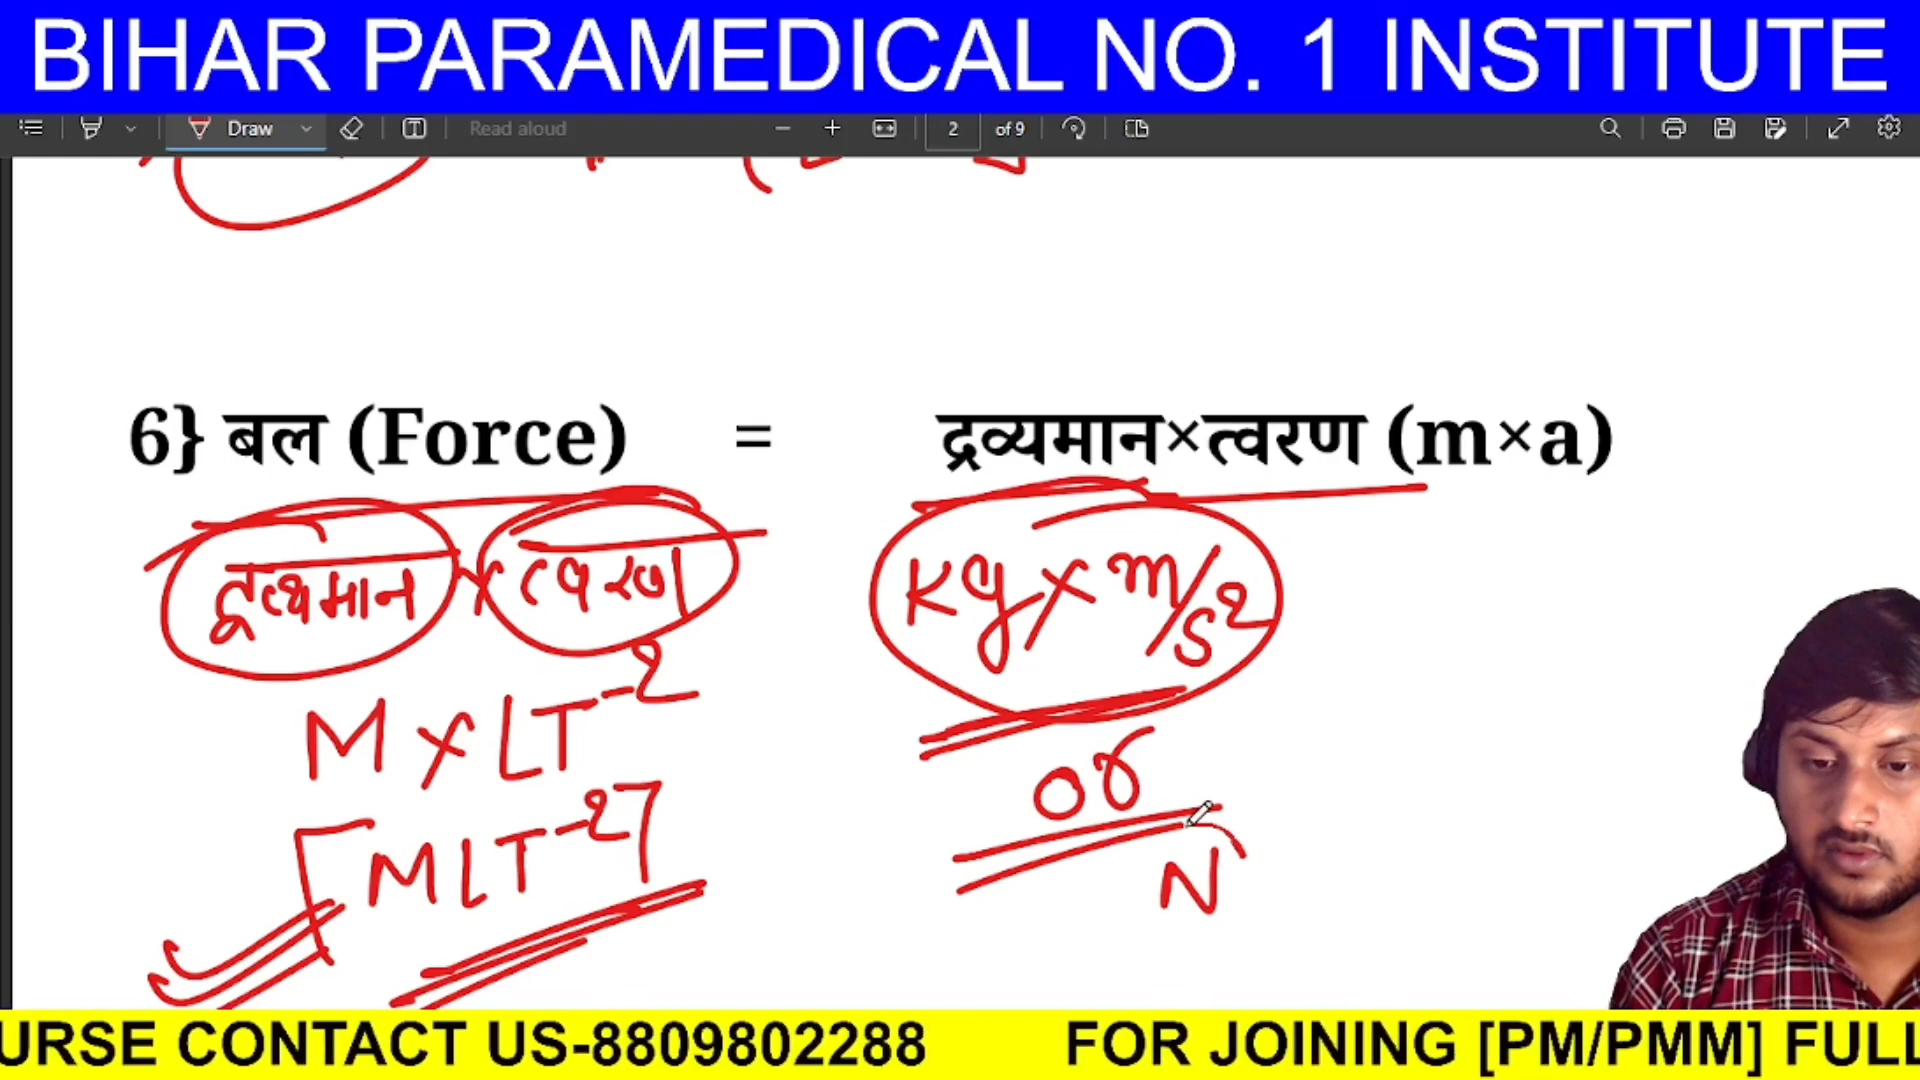 BIHAR PARAMEDICAL NO. 1 INSTITUTE
Draw Read aloud 2 of 9
6} बल (Force) = द्रव्यमान×त्वरण (m×a)
द्रव्यमान × त्वरण
Kg × m/s2
M × LT-2
or
[MLT-2]
N
URSE CONTACT US-8809802288 FOR JOINING [PM/PMM] FULL